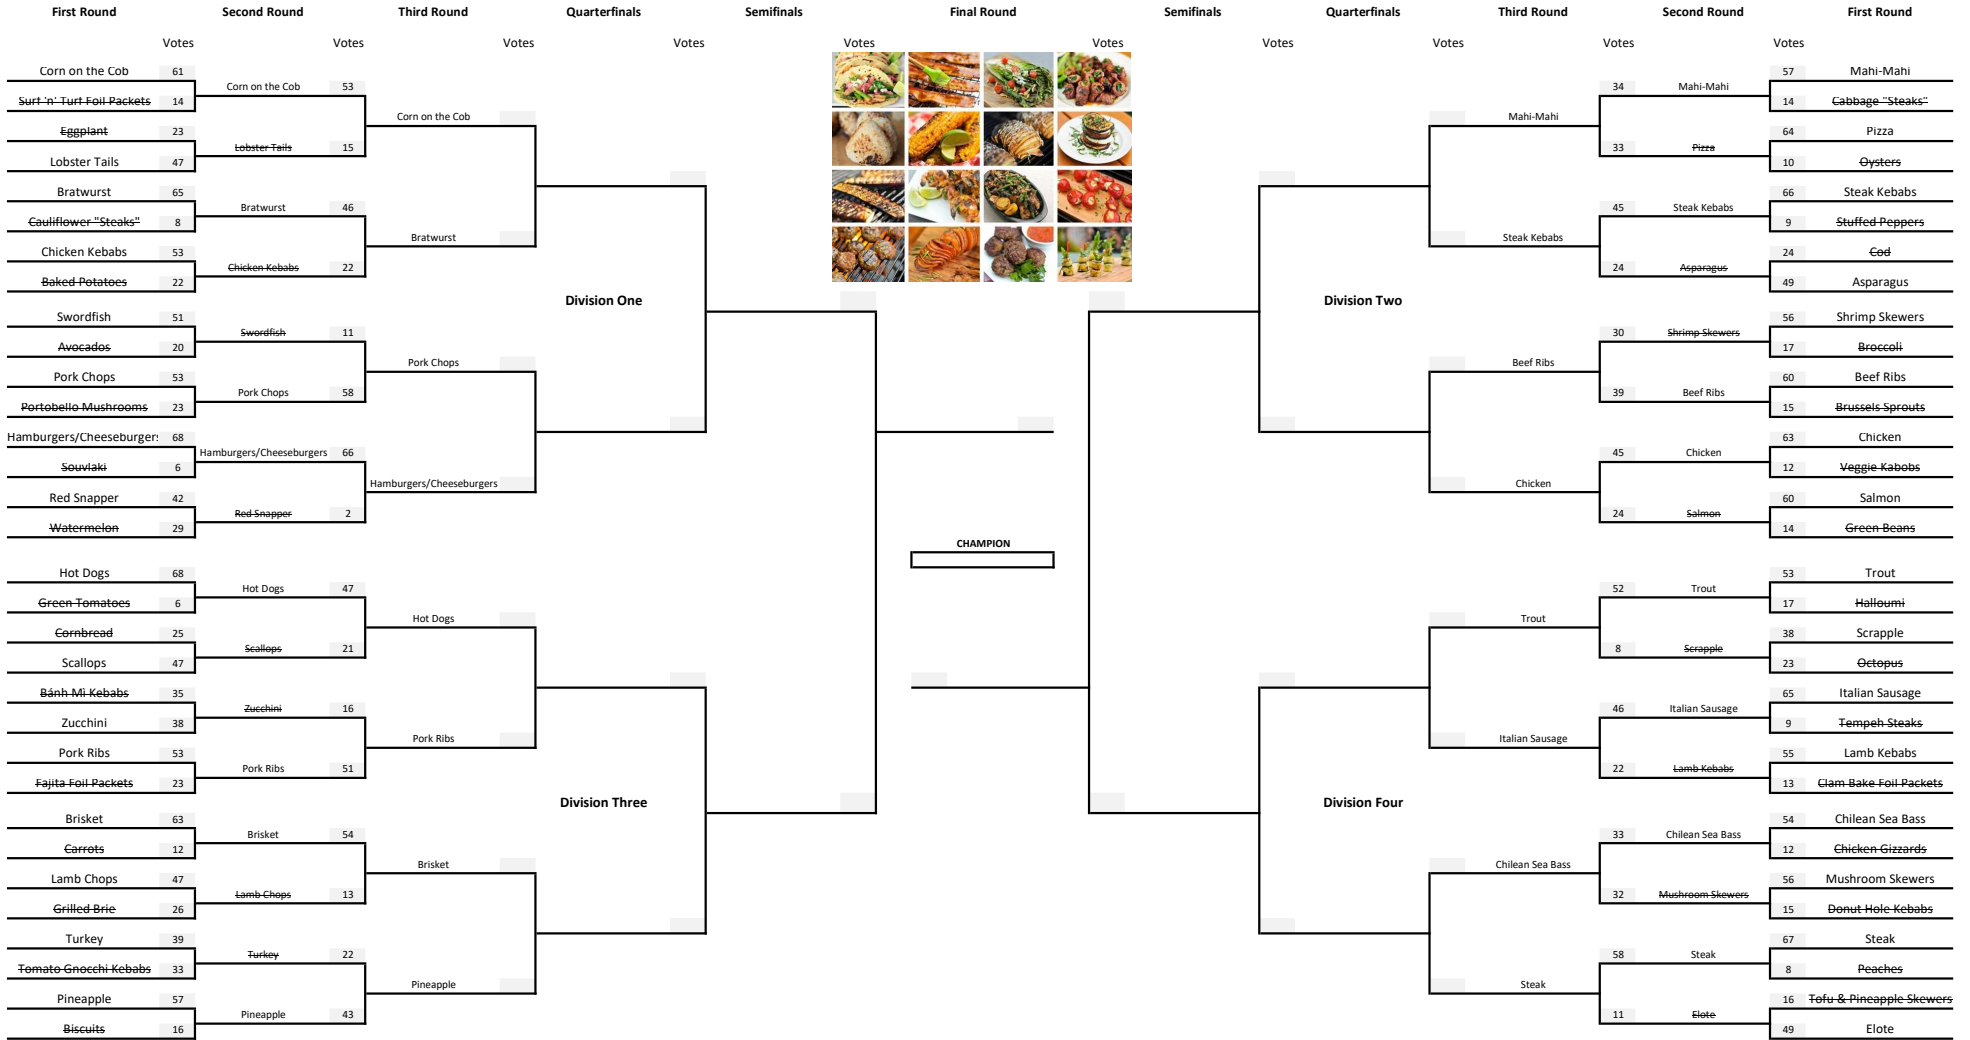 First Round Second Round Third Round Quarterfinals Semifinals Final Round Semifinals Quarterfinals Third Round Second Round First Round
Votes Votes Votes Votes Votes Votes Votes Votes Votes Votes
Corn on the Cob 61 57 Mahi-Mahi
Corn on the Cob 53 34 Mahi-Mahi
Surf 'n' Turf Foil Packets 14 14 Cabbage "Steaks"
Corn on the Cob Mahi-Mahi
Eggplant 23 64 Pizza
Lobster Tails 15 33 Pizza
Lobster Tails 47 10 Oysters
Bratwurst 65 66 Steak Kebabs
Bratwurst 46 45 Steak Kebabs
Cauliflower "Steaks" 8 9 Stuffed Peppers
Bratwurst Steak Kebabs
Chicken Kebabs 53 24 Cod
Chicken Kebabs 22 24 Asparagus
Baked Potatoes 22 49 Asparagus
Division One Division Two
Swordfish 51 56 Shrimp Skewers
Swordfish 11 30 Shrimp Skewers
Avocados 20 17 Broccoli
Pork Chops Beef Ribs
Pork Chops 53 60 Beef Ribs
Pork Chops 58 39 Beef Ribs
Portobello Mushrooms 23 15 Brussels Sprouts
Hamburgers/Cheeseburgers 68 63 Chicken
Hamburgers/Cheeseburgers 66 45 Chicken
Souvlaki 6 12 Veggie Kabobs
Hamburgers/Cheeseburgers Chicken
Red Snapper 42 60 Salmon
Red Snapper 2 24 Salmon
Watermelon 29 14 Green Beans
CHAMPION
Hot Dogs 68 53 Trout
Hot Dogs 47 52 Trout
Green Tomatoes 6 17 Halloumi
Hot Dogs Trout
Cornbread 25 38 Scrapple
Scallops 21 8 Scrapple
Scallops 47 23 Octopus
Bánh Mì Kebabs 35 65 Italian Sausage
Zucchini 16 46 Italian Sausage
Zucchini 38 9 Tempeh Steaks
Pork Ribs Italian Sausage
Pork Ribs 53 55 Lamb Kebabs
Pork Ribs 51 22 Lamb Kebabs
Fajita Foil Packets 23 13 Clam Bake Foil Packets
Division Three Division Four
Brisket 63 54 Chilean Sea Bass
Brisket 54 33 Chilean Sea Bass
Carrots 12 12 Chicken Gizzards
Brisket Chilean Sea Bass
Lamb Chops 47 56 Mushroom Skewers
Lamb Chops 13 32 Mushroom Skewers
Grilled Brie 26 15 Donut Hole Kebabs
Turkey 39 67 Steak
Turkey 22 58 Steak
Tomato Gnocchi Kebabs 33 8 Peaches
Pineapple Steak
Pineapple 57 16 Tofu & Pineapple Skewers
Pineapple 43 11 Elote
Biscuits 16 49 Elote